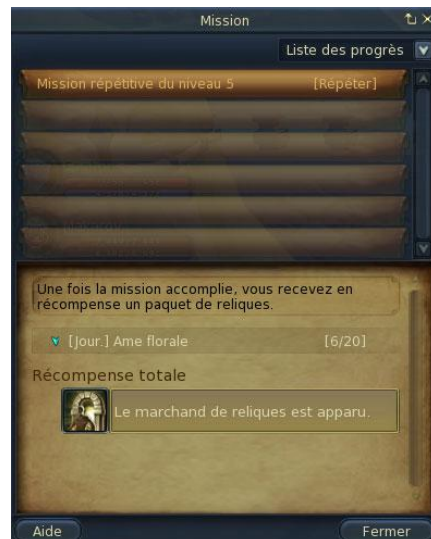 Mission
Liste des progrès
Mission répétitive du niveau 5 [Répéter]
Une fois la mission accomplie, vous recevez en
récompense un paquet de reliques.
[Jour.] Ame florale [6/20]
Récompense totale
Le marchand de reliques est apparu.
Aide Fermer